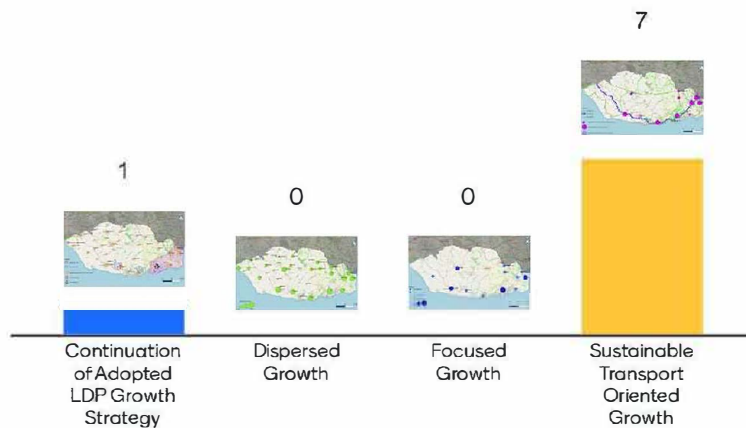 7
1
0
0
Continuation
of Adopted
LDP Growth
Strategy
Dispersed
Growth
Focused
Growth
Sustainable
Transport
Oriented
Growth